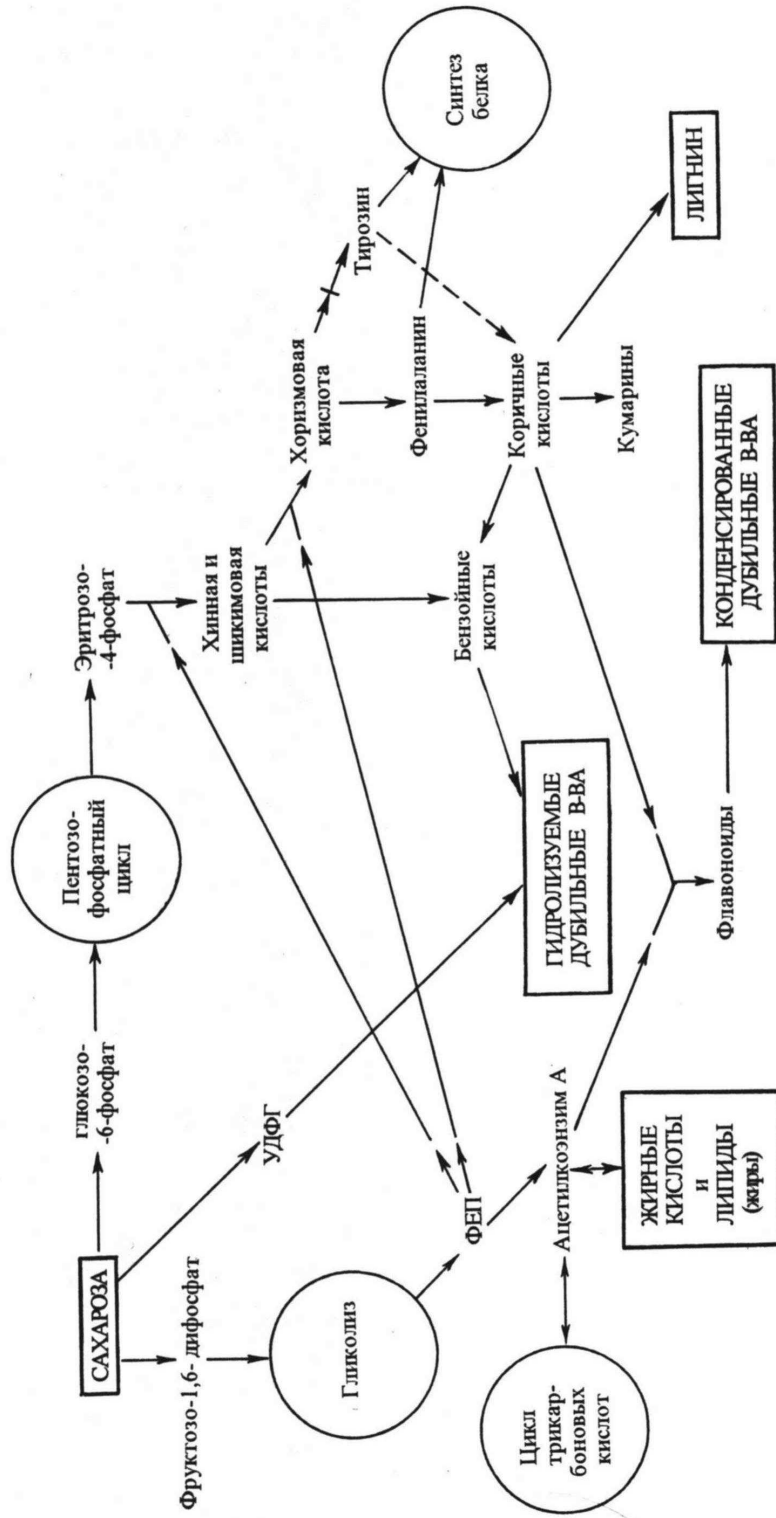 САХАРОЗА
глюкозо-
-6-фосфат
Пентозо-
фосфатный
цикл
Эритрозо-
-4-фосфат
Фруктозо-1,6- дифосфат
УДФГ
Хинная и
шикимовая
кислоты
Хоризмовая
кислота
Тирозин
Синтез
белка
Гликолиз
Фенилаланин
ФЕП
Бензойные
кислоты
Коричные
кислоты
Цикл
трикар-
боновых
кислот
Ацетилкоэнзим А
ГИДРОЛИЗУЕМЫЕ
ДУБИЛЬНЫЕ В-ВА
Кумарины
ЛИГНИН
ЖИРНЫЕ
КИСЛОТЫ
и
ЛИПИДЫ
(жиры)
Флавоноиды
КОНДЕНСИРОВАННЫЕ
ДУБИЛЬНЫЕ В-ВА